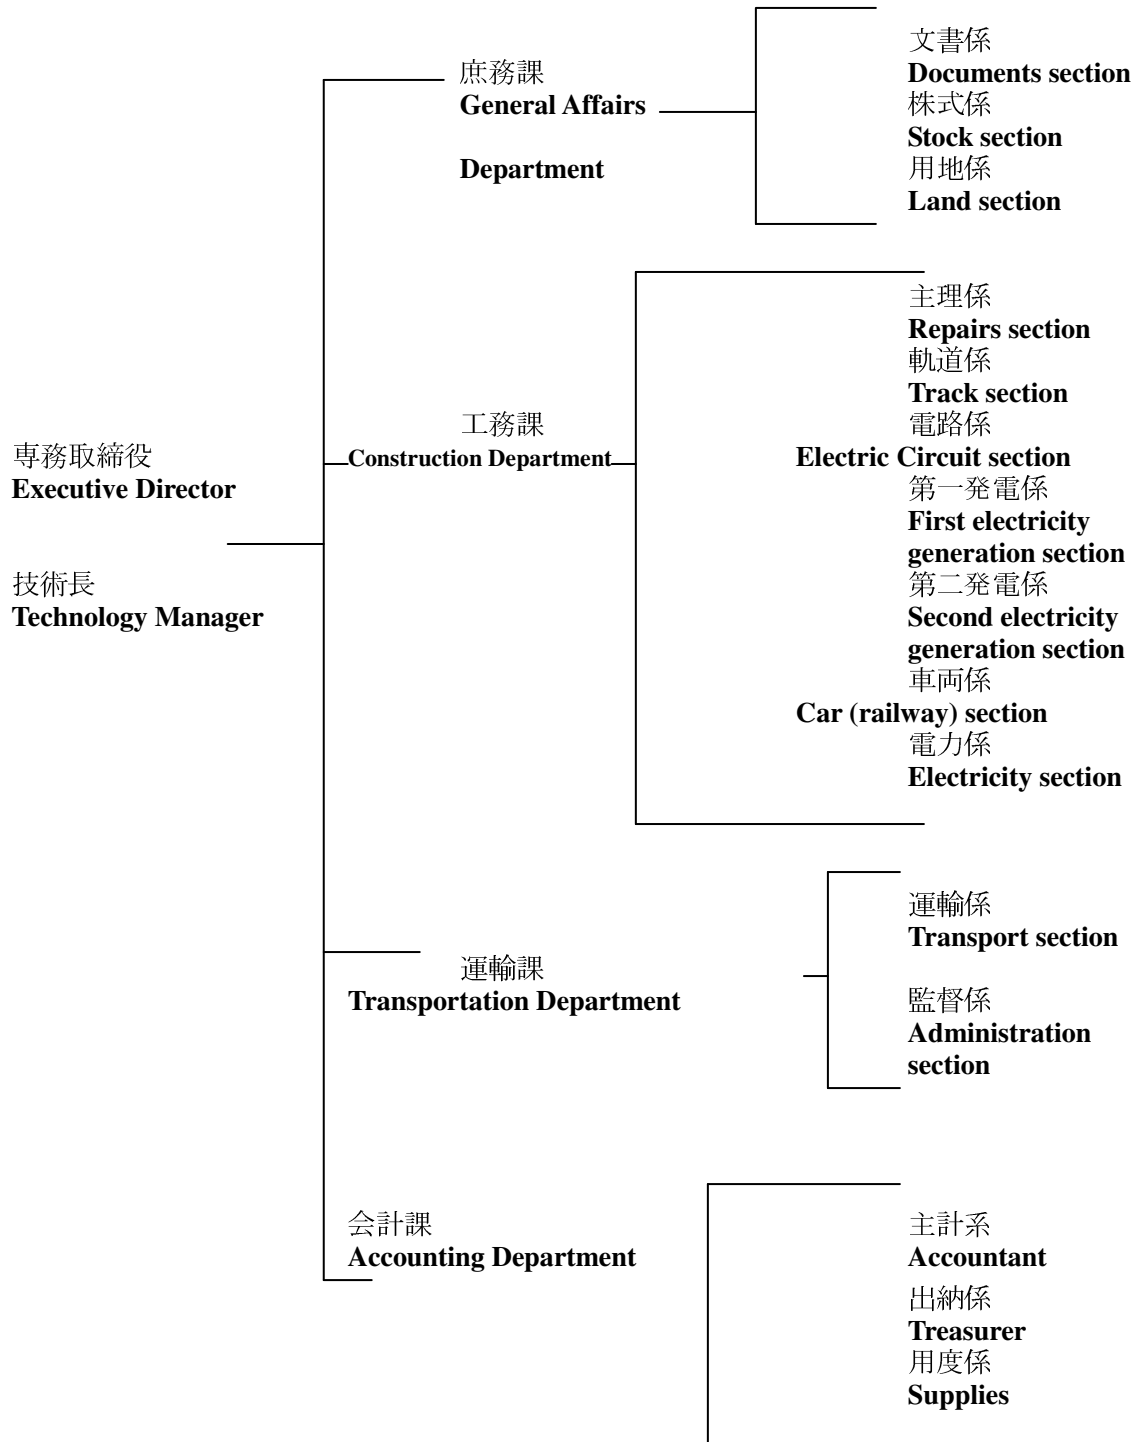 専務取締役
Executive Director
技術長
Technology Manager
庶務課
General Affairs
Department
文書係
Documents section
株式係
Stock section
用地係
Land section
工務課
Construction Department
主理係
Repairs section
軌道係
Track section
電路係
Electric Circuit section
第一発電係
First electricity
generation section
第二発電係
Second electricity
generation section
車両係
Car (railway) section
電力係
Electricity section
運輸課
Transportation Department
運輸係
Transport section
監督係
Administration
section
会計課
Accounting Department
主計系
Accountant
出納係
Treasurer
用度係
Supplies